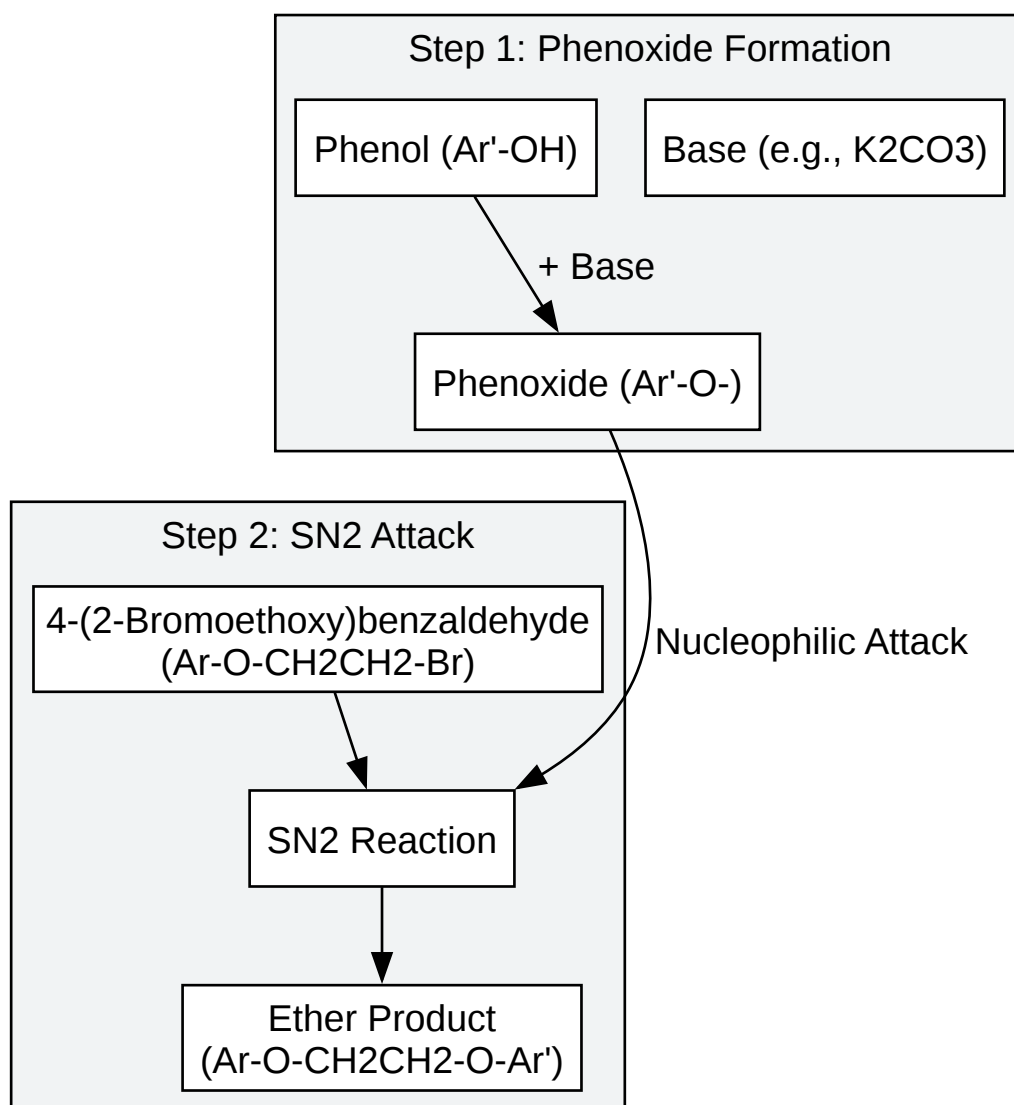 Step 1: Phenoxide Formation
Phenol (Ar'-OH)
Base (e.g., K2CO3)
+ Base
Phenoxide (Ar'-O-)
Step 2: SN2 Attack
4-(2-Bromoethoxy)benzaldehyde
(Ar-O-CH2CH2-Br)
Nucleophilic Attack
SN2 Reaction
Ether Product
(Ar-O-CH2CH2-O-Ar')